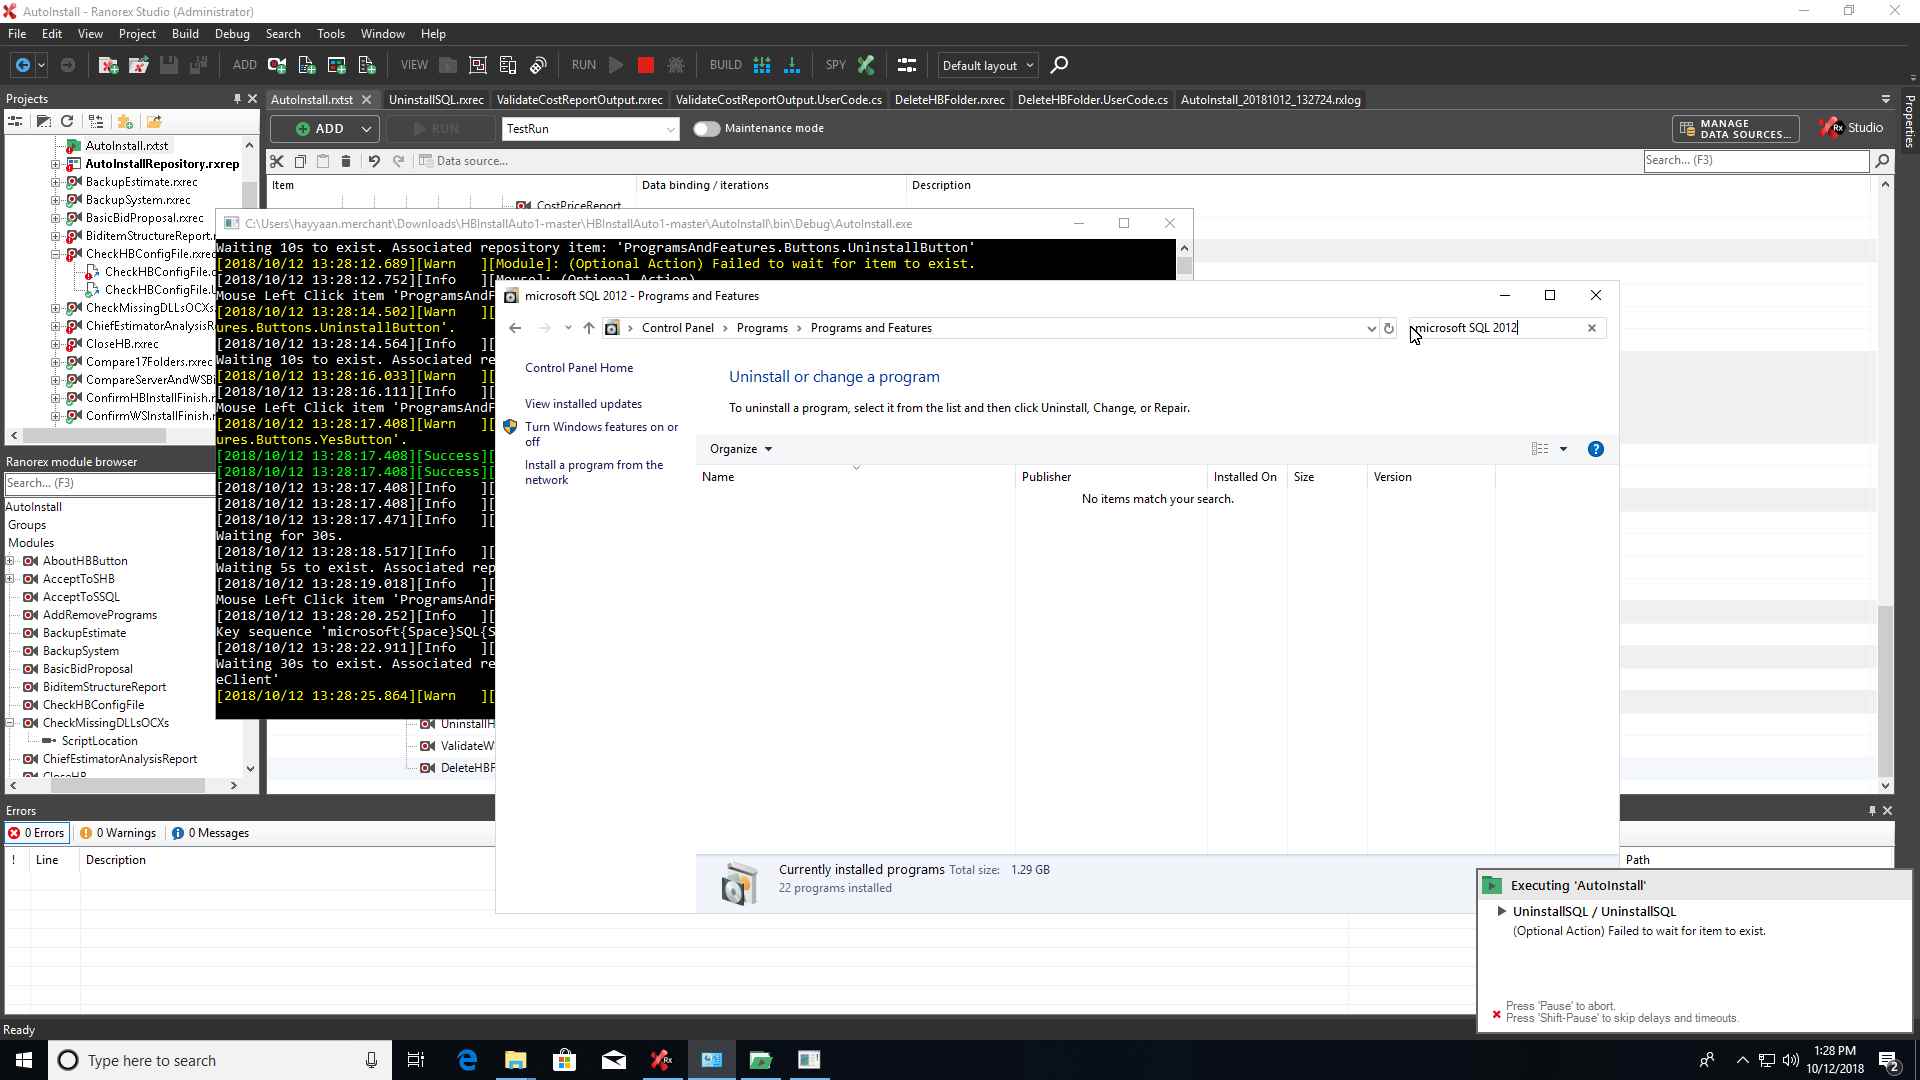 AutoInstall - Ranorex Studio (Administrator)
File Edit View Project Build Debug Search Tools Window Help
ADD VIEW RUN BUILD SPY Default layout
Projects
AutoInstall.rxtst UninstallSQL.rxrec ValidateCostReportOutput.rxrec ValidateCostReportOutput.UserCode.cs DeleteHBFolder.rxrec DeleteHBFolder.UserCode.cs AutoInstall_20181012_132724.rxlog
Properties
ADD RUN TestRun Maintenance mode MANAGE DATA SOURCES... Rx Studio
Data source... Search... (F3)
Item Data binding / iterations Description
CostPriceReport
AutoInstall.rxtst
AutoInstallRepository.rxrep
BackupEstimate.rxrec
BackupSystem.rxrec
BasicBidProposal.rxrec
BiditemStructureReport.r
CheckHBConfigFile.rxrec
CheckHBConfigFile.
CheckHBConfigFile.U
CheckMissingDLLsOCXs.
ChiefEstimatorAnalysisR
CloseHB.rxrec
Compare17Folders.rxrec
CompareServerAndWSBi
ConfirmHBInstallFinish.r
ConfirmWSInstallFinish.r
Ranorex module browser
Search... (F3)
AutoInstall
Groups
Modules
AboutHBButton
AcceptToSHB
AcceptToSSQL
AddRemovePrograms
BackupEstimate
BackupSystem
BasicBidProposal
BiditemStructureReport
CheckHBConfigFile
CheckMissingDLLsOCXs
ScriptLocation
ChiefEstimatorAnalysisReport
CloseHB
C:\Users\hayyaan.merchant\Downloads\HBInstallAuto1-master\HBInstallAuto1-master\AutoInstall\bin\Debug\AutoInstall.exe
Waiting 10s to exist. Associated repository item: 'ProgramsAndFeatures.Buttons.UninstallButton'
[2018/10/12 13:28:12.689][Warn ][Module]: (Optional Action) Failed to wait for item to exist.
[2018/10/12 13:28:12.752][Info ][Mouse]: (Optional Action)
Mouse Left Click item 'ProgramsAndF
[2018/10/12 13:28:14.502][Warn ][
ures.Buttons.UninstallButton'.
[2018/10/12 13:28:14.564][Info ][
Waiting 10s to exist. Associated re
[2018/10/12 13:28:16.033][Warn ][
[2018/10/12 13:28:16.111][Info ][
Mouse Left Click item 'ProgramsAndF
[2018/10/12 13:28:17.408][Warn ][
ures.Buttons.YesButton'.
[2018/10/12 13:28:17.408][Success][
[2018/10/12 13:28:17.408][Success][
[2018/10/12 13:28:17.408][Info ][
[2018/10/12 13:28:17.408][Info ][
[2018/10/12 13:28:17.471][Info ][
Waiting for 30s.
[2018/10/12 13:28:18.517][Info ][
Waiting 5s to exist. Associated rep
[2018/10/12 13:28:19.018][Info ][
Mouse Left Click item 'ProgramsAndF
[2018/10/12 13:28:20.252][Info ][
Key sequence 'microsoft{Space}SQL{S
[2018/10/12 13:28:22.911][Info ][
Waiting 30s to exist. Associated re
eClient'
[2018/10/12 13:28:25.864][Warn ][
UninstallH
ValidateW
DeleteHBF
microsoft SQL 2012 - Programs and Features
Control Panel Programs Programs and Features
microsoft SQL 2012
Control Panel Home
View installed updates
Turn Windows features on or
off
Install a program from the
network
Uninstall or change a program
To uninstall a program, select it from the list and then click Uninstall, Change, or Repair.
Organize
Name Publisher Installed On Size Version
No items match your search.
Currently installed programs Total size: 1.29 GB
22 programs installed
Errors
0 Errors 0 Warnings 0 Messages
! Line Description Path
Executing 'AutoInstall'
UninstallSQL / UninstallSQL
(Optional Action) Failed to wait for item to exist.
Press 'Pause' to abort.
Press 'Shift-Pause' to skip delays and timeouts.
Ready
Type here to search
1:28 PM
10/12/2018
2